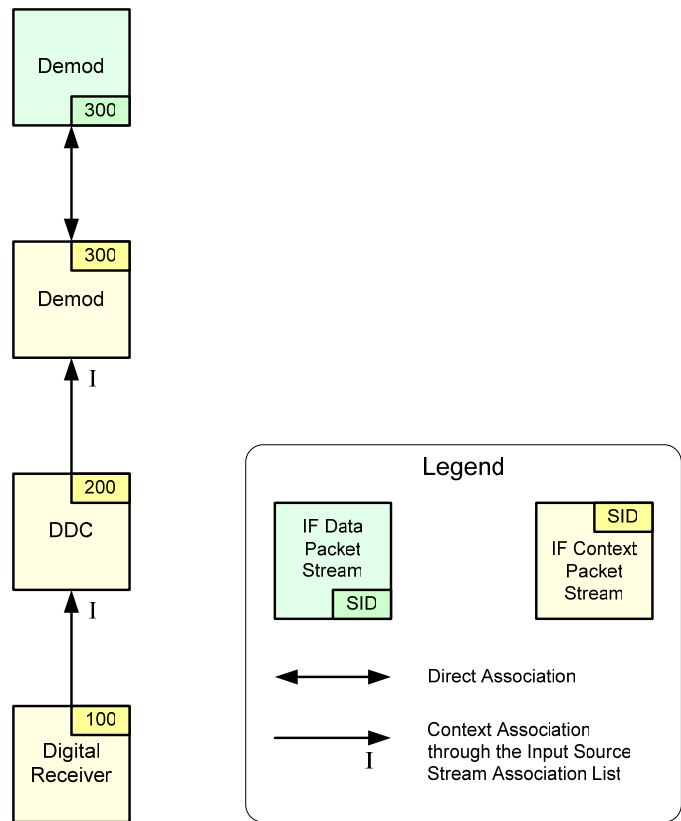 Demod
300
300
Demod
I
200
DDC
I
100
Digital
Receiver
Legend
IF Data
Packet
Stream
SID
SID
IF Context
Packet
Stream
Direct Association
I
Context Association
through the Input Source
Stream Association List